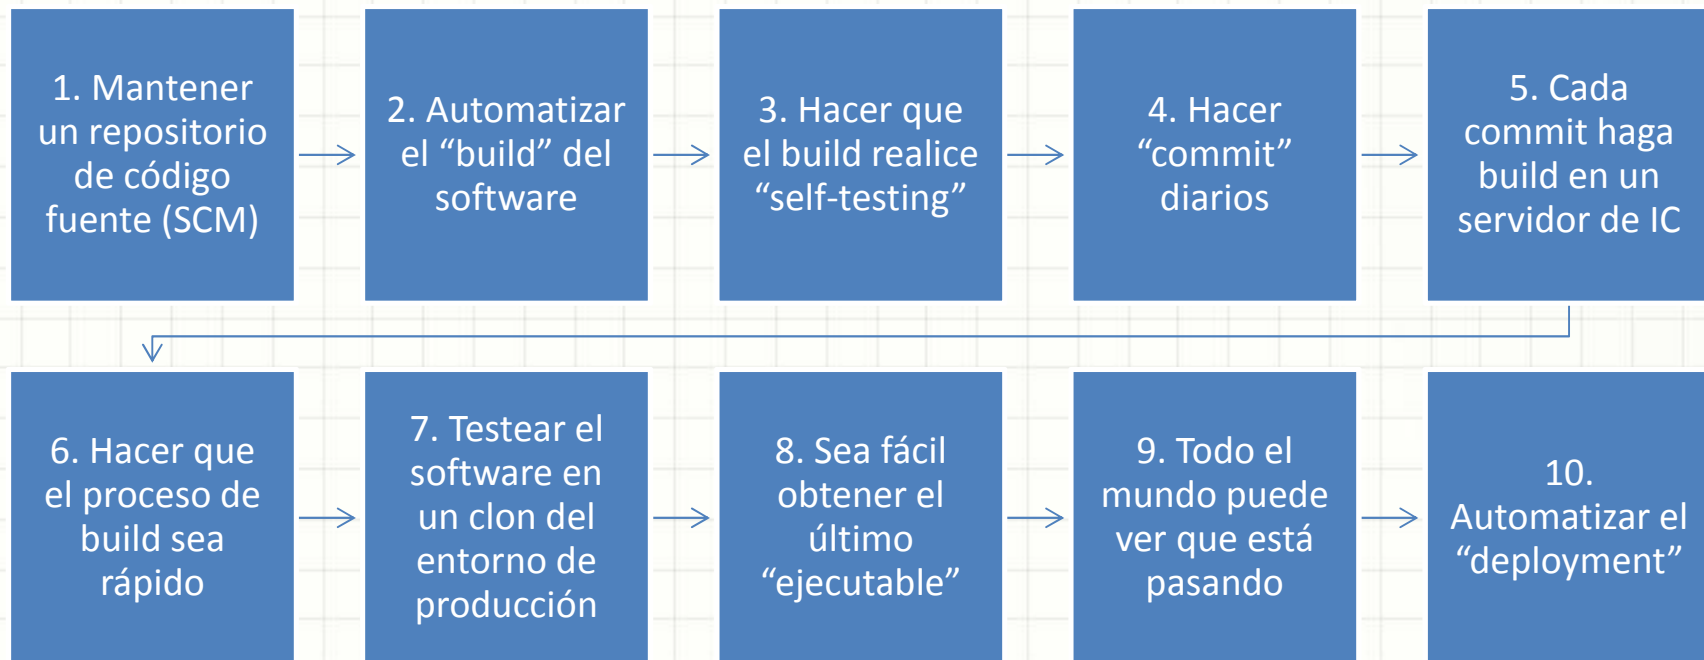 1. Mantener
un repositorio
de código
fuente (SCM)
2. Automatizar
el “build” del
software
3. Hacer que
el build realice
“self-testing”
4. Hacer
“commit”
diarios
5. Cada
commit haga
build en un
servidor de IC
6. Hacer que
el proceso de
build sea
rápido
7. Testear el
software en
un clon del
entorno de
producción
8. Sea fácil
obtener el
último
“ejecutable”
9. Todo el
mundo puede
ver que está
pasando
10.
Automatizar el
“deployment”